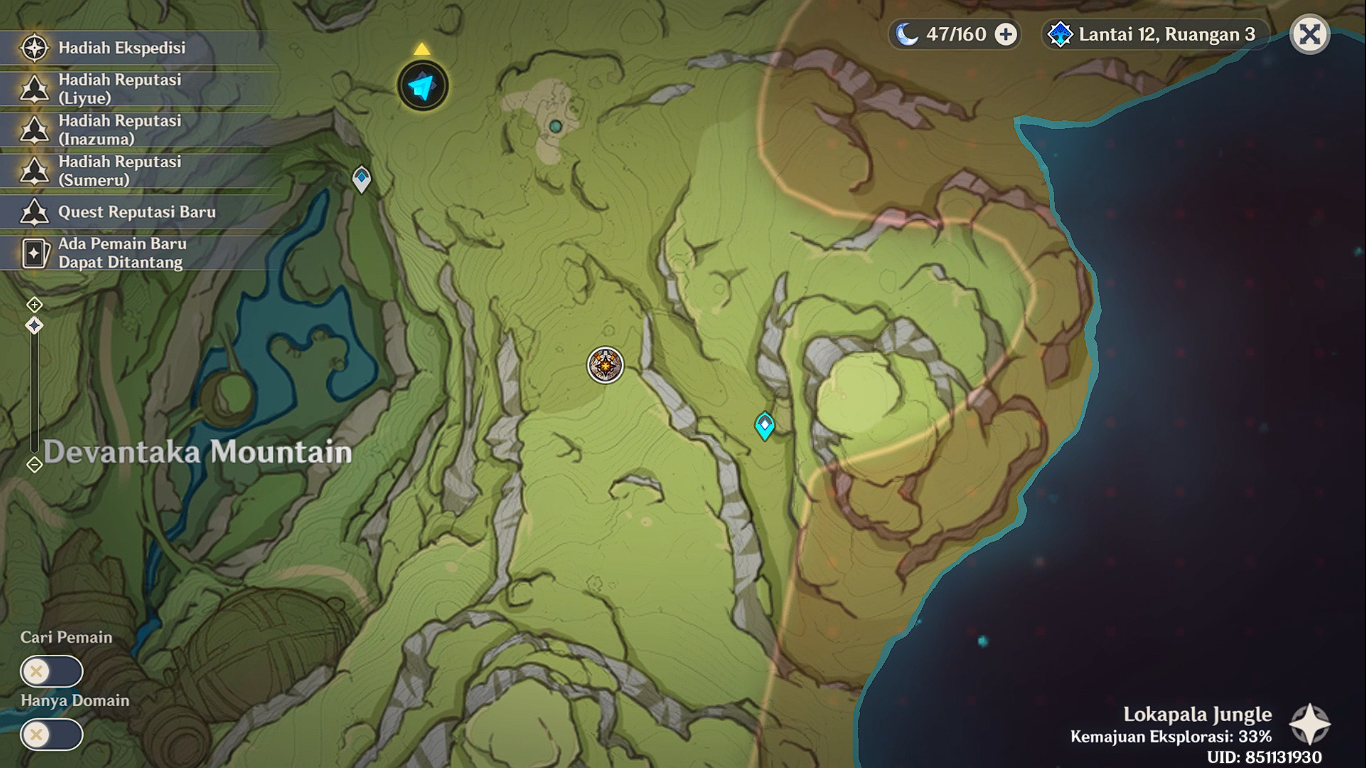 Hadiah Ekspedisi
Hadiah Reputasi
(Liyue)
Hadiah Reputasi
(Inazuma)
Hadiah Reputasi
(Sumeru)
Quest Reputasi Baru
Ada Pemain Baru
Dapat Ditantang
47/160
Lantai 12, Ruangan 3
Devantaka Mountain
Cari Pemain
Hanya Domain
Lokapala Jungle
Kemajuan Eksplorasi: 33%
UID: 851131930